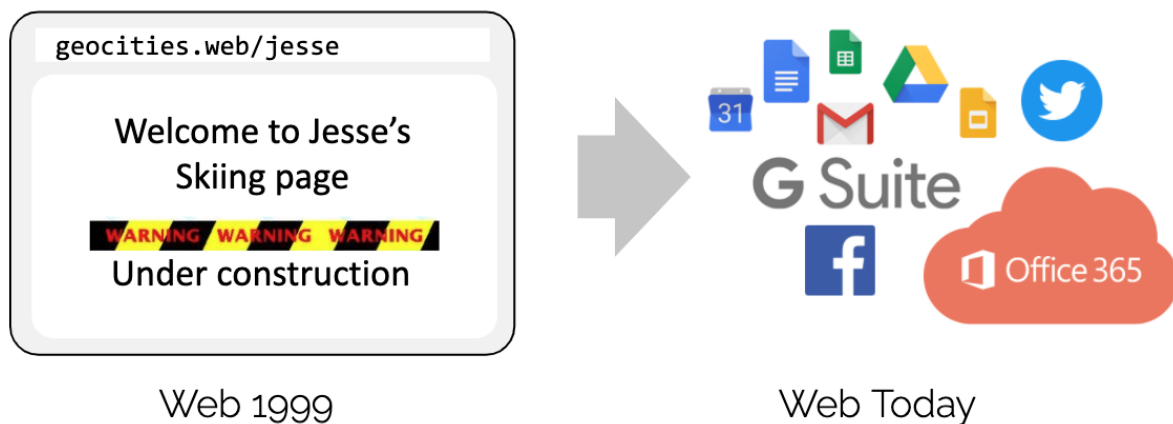 geocities.web/jesse
Welcome to Jesse's
Skiing page
WARNING WARNING WARNING
Under construction
Web 1999
31
G Suite
f
Office 365
Web Today